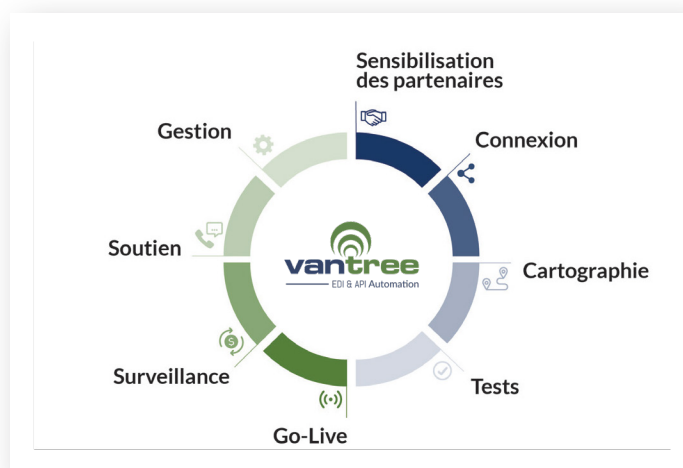 Sensibilisation
des partenaires
Connexion
Cartographie
Tests
Go-Live
Surveillance
Soutien
Gestion
vantree
EDI & API Automation